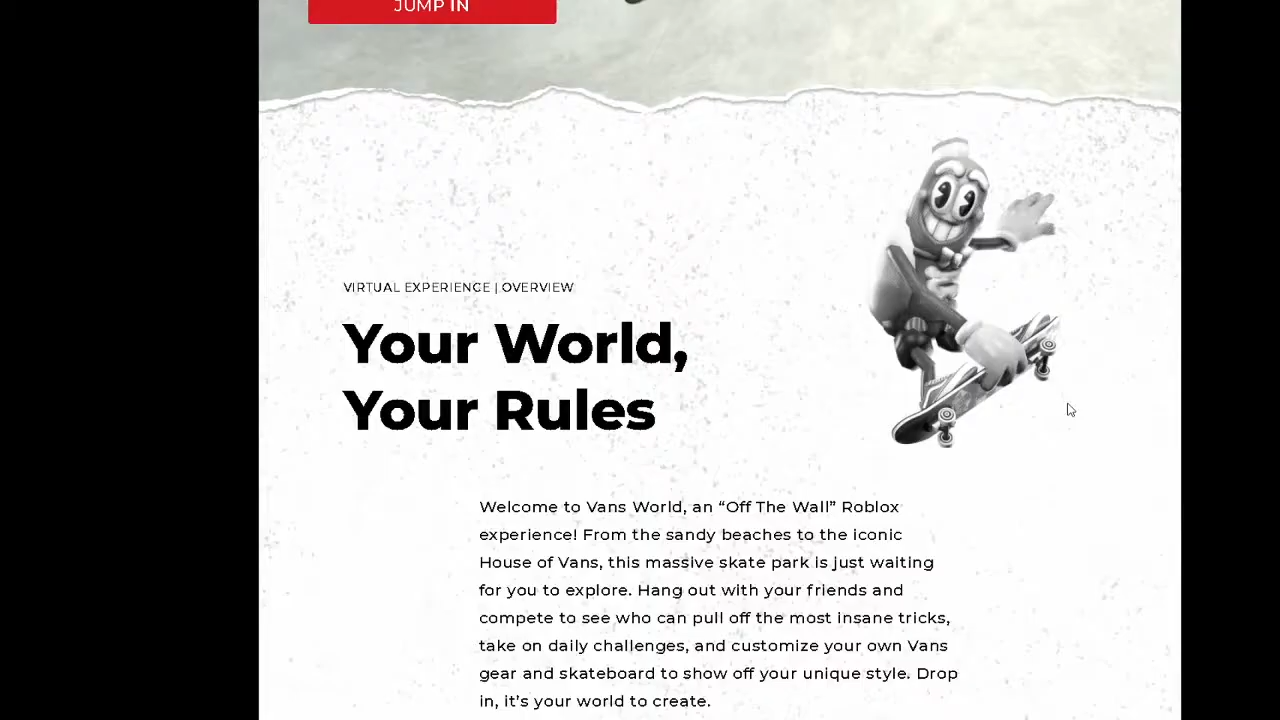 JUMP IN
VIRTUAL EXPERIENCE | OVERVIEW
Your World,
Your Rules
Welcome to Vans World, an “Off The Wall” Roblox
experience! From the sandy beaches to the iconic
House of Vans, this massive skate park is just waiting
for you to explore. Hang out with your friends and
compete to see who can pull off the most insane tricks,
take on daily challenges, and customize your own Vans
gear and skateboard to show off your unique style. Drop
in, it’s your world to create.